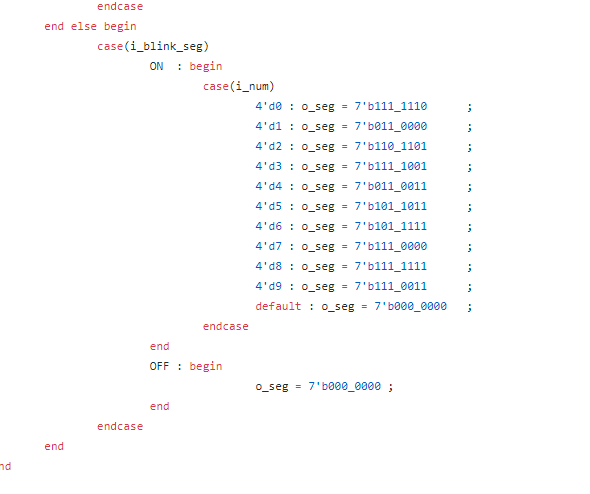 endcase
end else begin
case(i_blink_seg)
ON : begin
case(i_num)
4'd0 : o_seg = 7'b111_1110 ;
4'd1 : o_seg = 7'b011_0000 ;
4'd2 : o_seg = 7'b110_1101 ;
4'd3 : o_seg = 7'b111_1001 ;
4'd4 : o_seg = 7'b011_0011 ;
4'd5 : o_seg = 7'b101_1011 ;
4'd6 : o_seg = 7'b101_1111 ;
4'd7 : o_seg = 7'b111_0000 ;
4'd8 : o_seg = 7'b111_1111 ;
4'd9 : o_seg = 7'b111_0011 ;
default : o_seg = 7'b000_0000 ;
endcase
end
OFF : begin
o_seg = 7'b000_0000 ;
end
endcase
end
nd